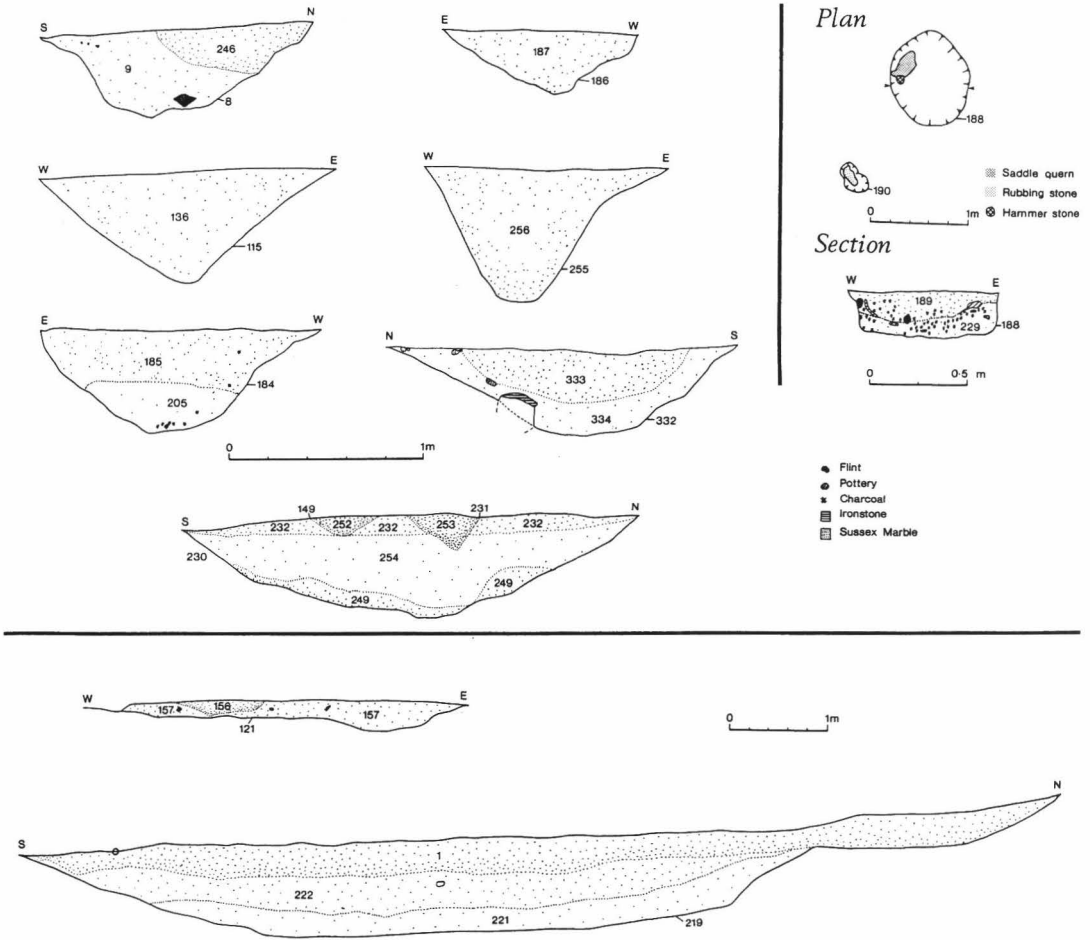 S N
246
9
8
E W
187
186
Plan
188
190
Saddle quern
Rubbing stone
Hammer stone
0 1m
W E
136
115
W E
256
255
Section
W E
189
229
188
0 0·5 m
E W
185
184
205
N S
333
334
332
0 1m
Flint
Pottery
Charcoal
Ironstone
Sussex Marble
S 149 231 N
232 252 232 253 232
230
254
249
249
W E
157 156
157
121
0 1m
S N
1
222
221
219